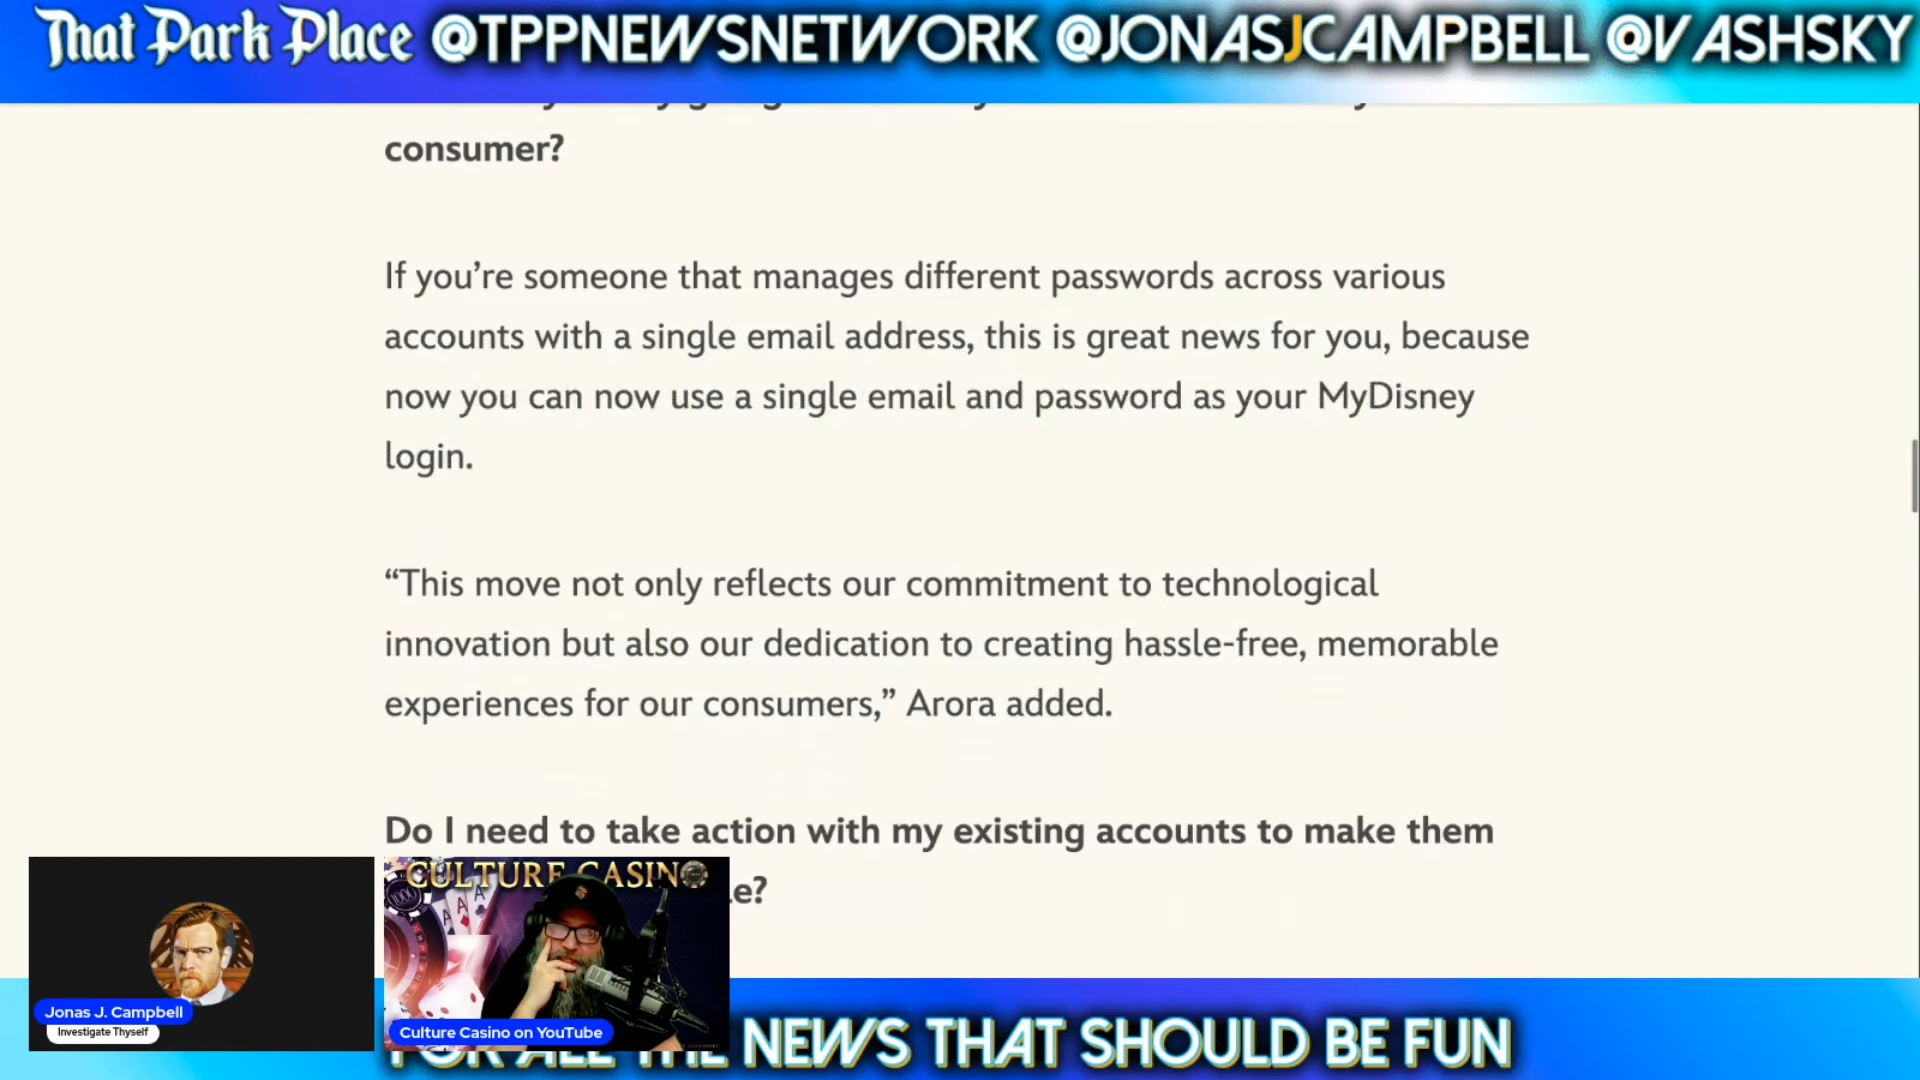 That Park Place @TPPNEWSNETWORK @JONASJCAMPBELL @VASHSKY
consumer?
If you’re someone that manages different passwords across various
accounts with a single email address, this is great news for you, because
now you can now use a single email and password as your MyDisney
login.
“This move not only reflects our commitment to technological
innovation but also our dedication to creating hassle-free, memorable
experiences for our consumers,” Arora added.
Do I need to take action with my existing accounts to make them
e?
CULTURE CASINO
Jonas J. Campbell
Investigate Thyself
Culture Casino on YouTube
FOR ALL THE NEWS THAT SHOULD BE FUN